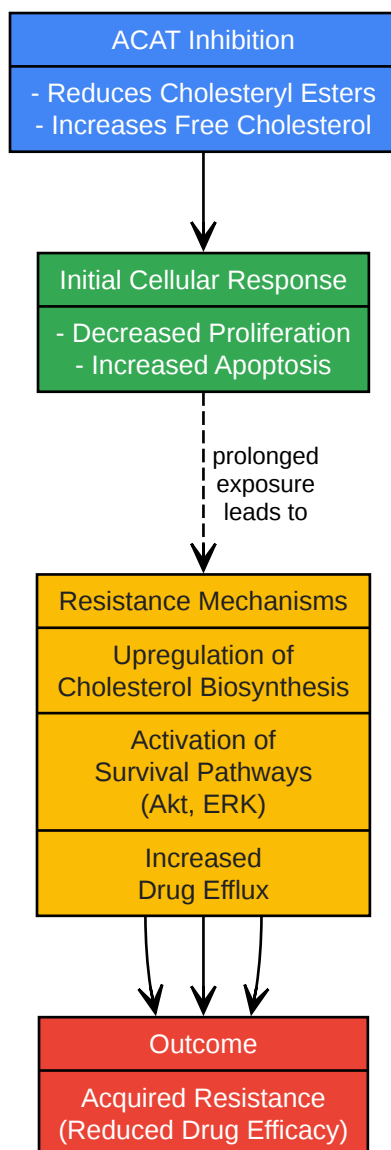 ACAT Inhibition
- Reduces Cholesteryl Esters
- Increases Free Cholesterol
Initial Cellular Response
- Decreased Proliferation
- Increased Apoptosis
prolonged
exposure
leads to
Resistance Mechanisms
Upregulation of
Cholesterol Biosynthesis
Activation of
Survival Pathways
(Akt, ERK)
Increased
Drug Efflux
Outcome
Acquired Resistance
(Reduced Drug Efficacy)